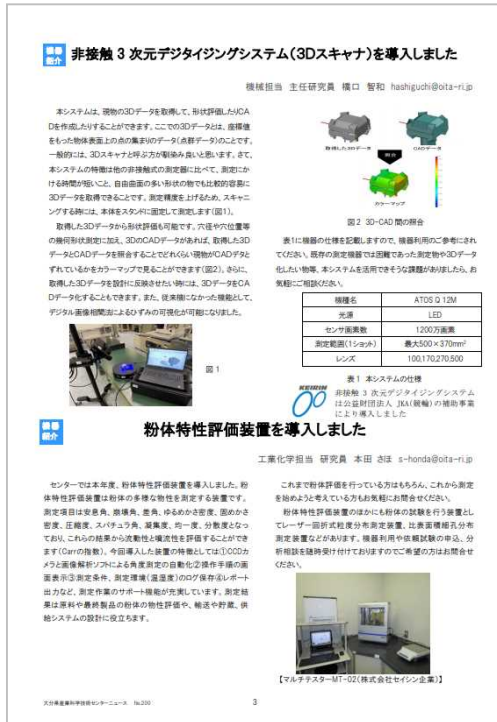 機器
紹介
非接触 3 次元デジタイジングシステム(3Dスキャナ)を導入しました
機械担当 主任研究員 橋口 智和 hashiguchi@oita-ri.jp
本システムは、現物の3Dデータを取得して、形状評価したりCA
Dを作成したりすることができます。ここでの3Dデータとは、座標値
をもった物体表面上の点の集まりのデータ(点群データ)のことです。
一般的には、3Dスキャナと呼ぶ方が馴染み良いと思います。さて、
本システムの特徴は他の非接触式の測定器に比べて、測定にか
ける時間が短いこと、自由曲面の多い形状の物でも比較的容易に
3Dデータを取得できることです。測定精度を上げるため、スキャニ
ングする時には、本体をスタンドに固定して測定します(図1)。
取得した3Dデータから形状評価も可能です。穴径や穴位置等
の幾何形状測定に加え、3DのCADデータがあれば、取得した3D
データとCADデータを照合することでどれくらい現物がCADデータと
ずれているかをカラーマップで見ることができます(図2)。さらに、
取得した3Dデータを設計に反映させたい時には、3DデータをCA
Dデータ化することもできます。また、従来機になかった機能として、
デジタル画像相関法によるひずみの可視化が可能になりました。
図 1
取得した3Dデータ
CADデータ
照合
カラーマップ
図 2 3D-CAD 間の照合
表1に機器の仕様を記載しますので、機器利用のご参考にされ
てください。既存の測定機器では困難であった測定物や3Dデータ
化したい物等、本システムを活用できそうな課題がありましたら、お
気軽にご相談ください。
機種名 ATOS Q 12M
光源 LED
センサ画素数 1200万画素
測定範囲(1ショット) 最大500×370mm²
レンズ 100,170,270,500
表 1 本システムの仕様
KEIRIN
非接触 3 次元デジタイジングシステム
は公益財団法人 JKA(競輪)の補助事業
により導入しました
機器
紹介
粉体特性評価装置を導入しました
工業化学担当 研究員 本田 さほ s-honda@oita-ri.jp
センターでは本年度、粉体特性評価装置を導入しました。粉
体特性評価装置は粉体の多様な物性を測定する装置です。
測定項目は安息角、崩壊角、差角、ゆるめかさ密度、固めかさ
密度、圧縮度、スパチュラ角、凝集度、均一度、分散度となっ
ており、これらの結果から流動性と噴流性を評価することができま
す(Carrの指数)。今回導入した装置の特徴としては①CCDカ
メラと画像解析ソフトによる角度測定の自動化②操作手順の画
面表示③測定条件、測定環境(温湿度)のログ保存④レポート
出力など、測定作業のサポート機能が充実しています。測定結
果は原料や最終製品の粉体の物性評価や、輸送や貯蔵、供
給システムの設計に役立ちます。
これまで粉体評価を行っている方はもちろん、これから測定
を始めようと考えている方もお気軽にお問合せください。
粉体特性評価装置のほかにも粉体の試験を行う装置とし
てレーザー回折式粒度分布測定装置、比表面積細孔分布
測定装置などがあります。機器利用や依頼試験の申込、分
析相談を随時受け付けておりますのでご希望の方はお問合せ
ください。
【マルチテスターMT-02(株式会社セイシン企業)】
大分県産業科学技術センターニュース No.200
3